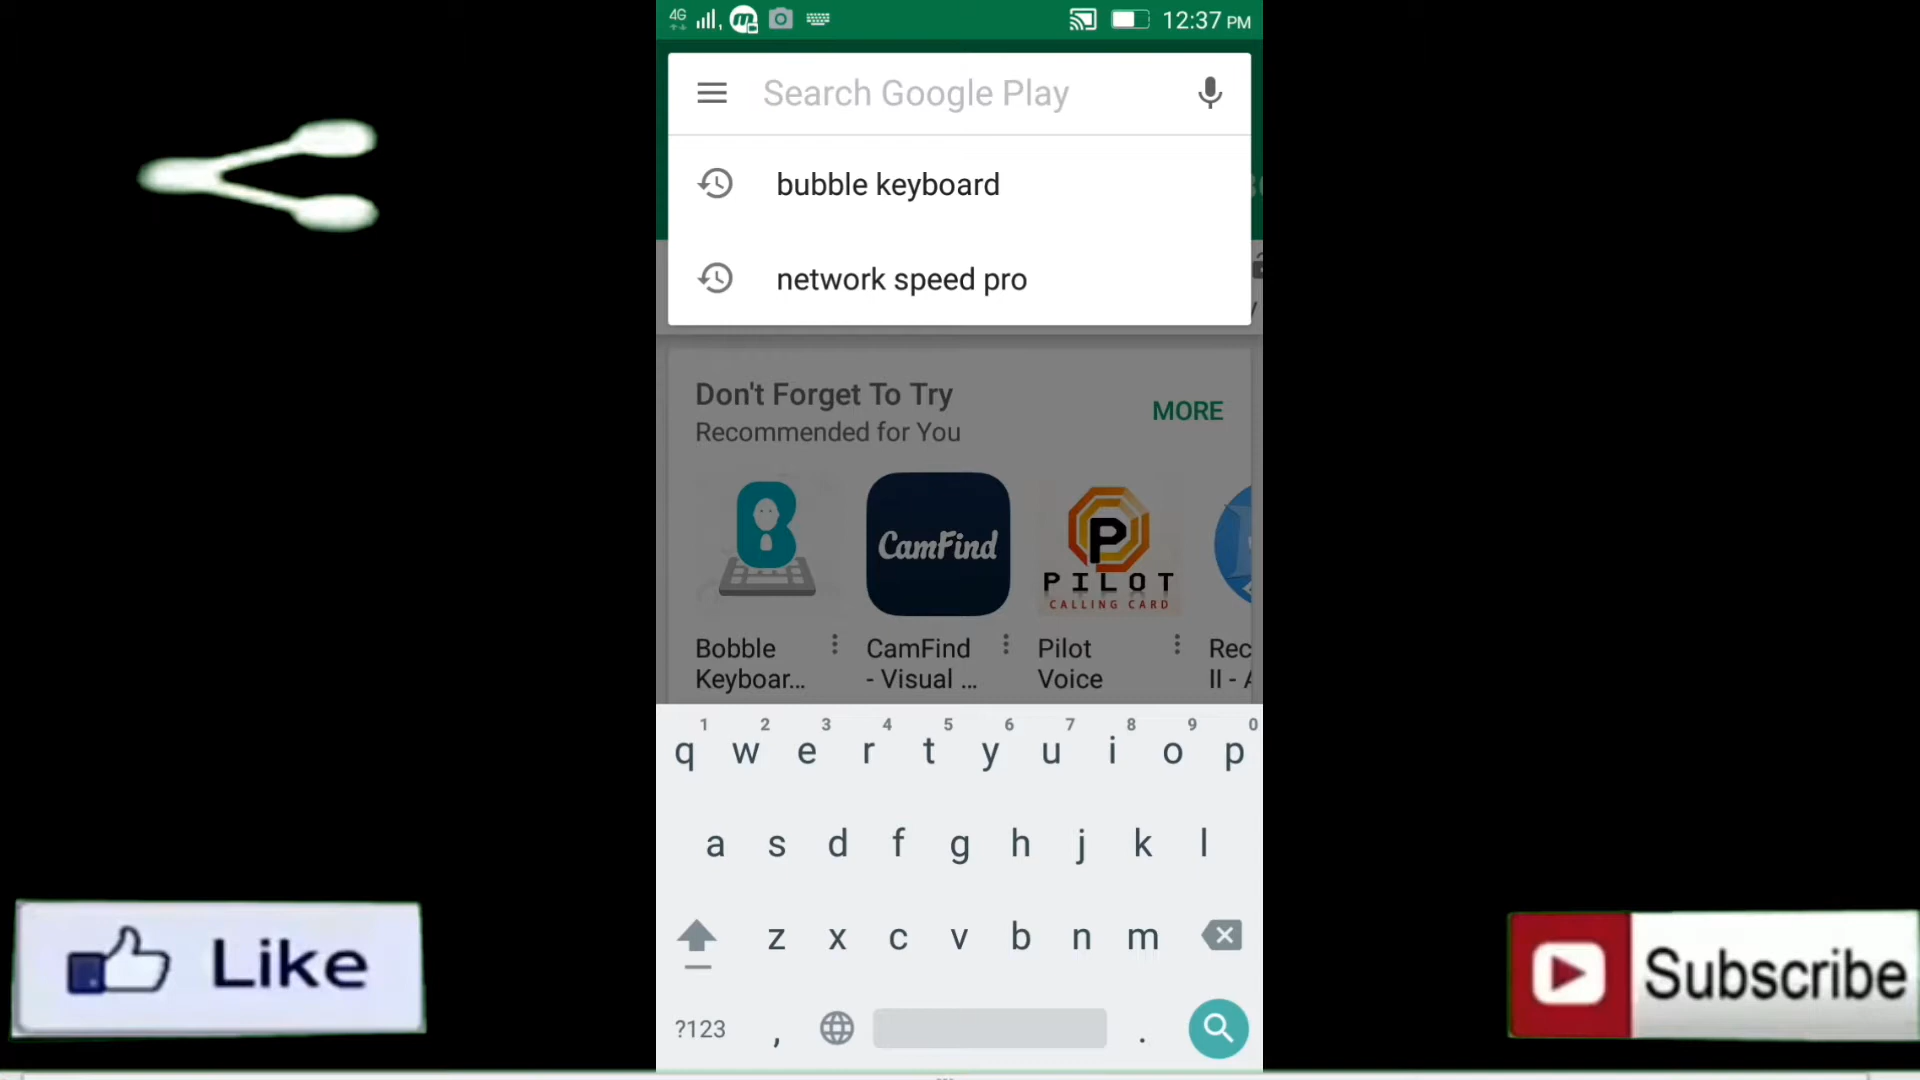 4G
12:37 PM
Search Google Play
bubble keyboard
network speed pro
Don't Forget To Try
MORE
Recommended for You
B
CamFind
P
PILOT
CALLING CARD
Bobble
Keyboar...
CamFind
- Visual ...
Pilot
Voice
Rec
ll - A
1 2 3 4 5 6 7 8 9 0
q w e r t y u i o p
a s d f g h j k l
z x c v b n m
?123 , .
Like
Subscribe